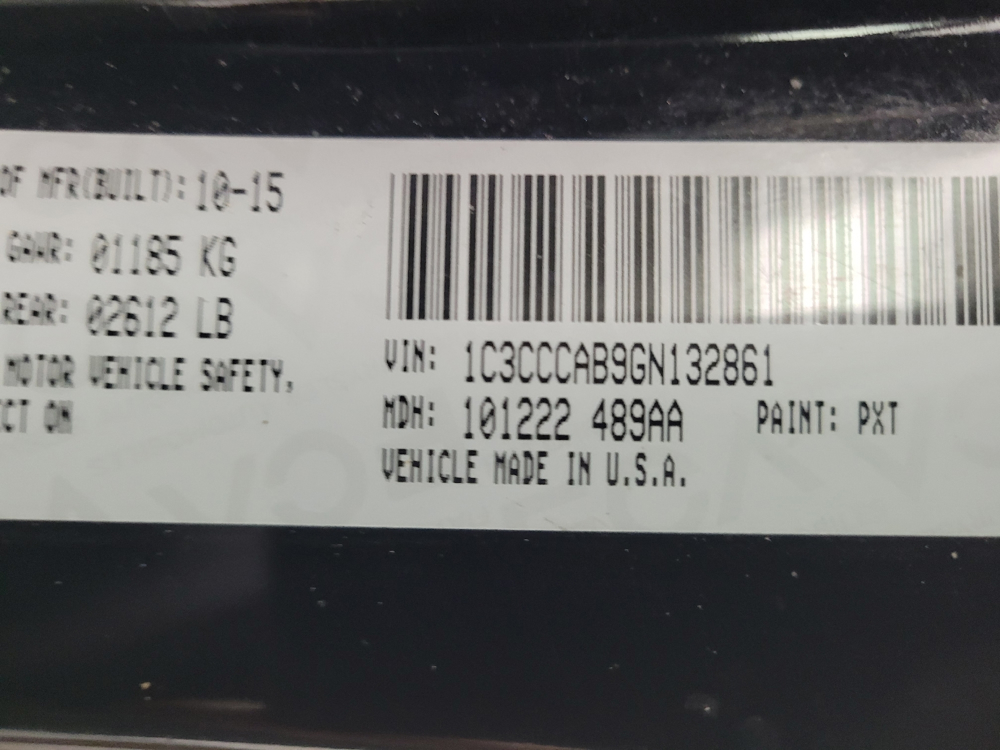 OF MFR(BUILT): 10-15
GAWR: 01185 KG
REAR: 02612 LB
MOTOR VEHICLE SAFETY,
ECT ON
VIN: 1C3CCCAB9GN132861
MDH: 101222 489AA PAINT: PXT
VEHICLE MADE IN U.S.A.